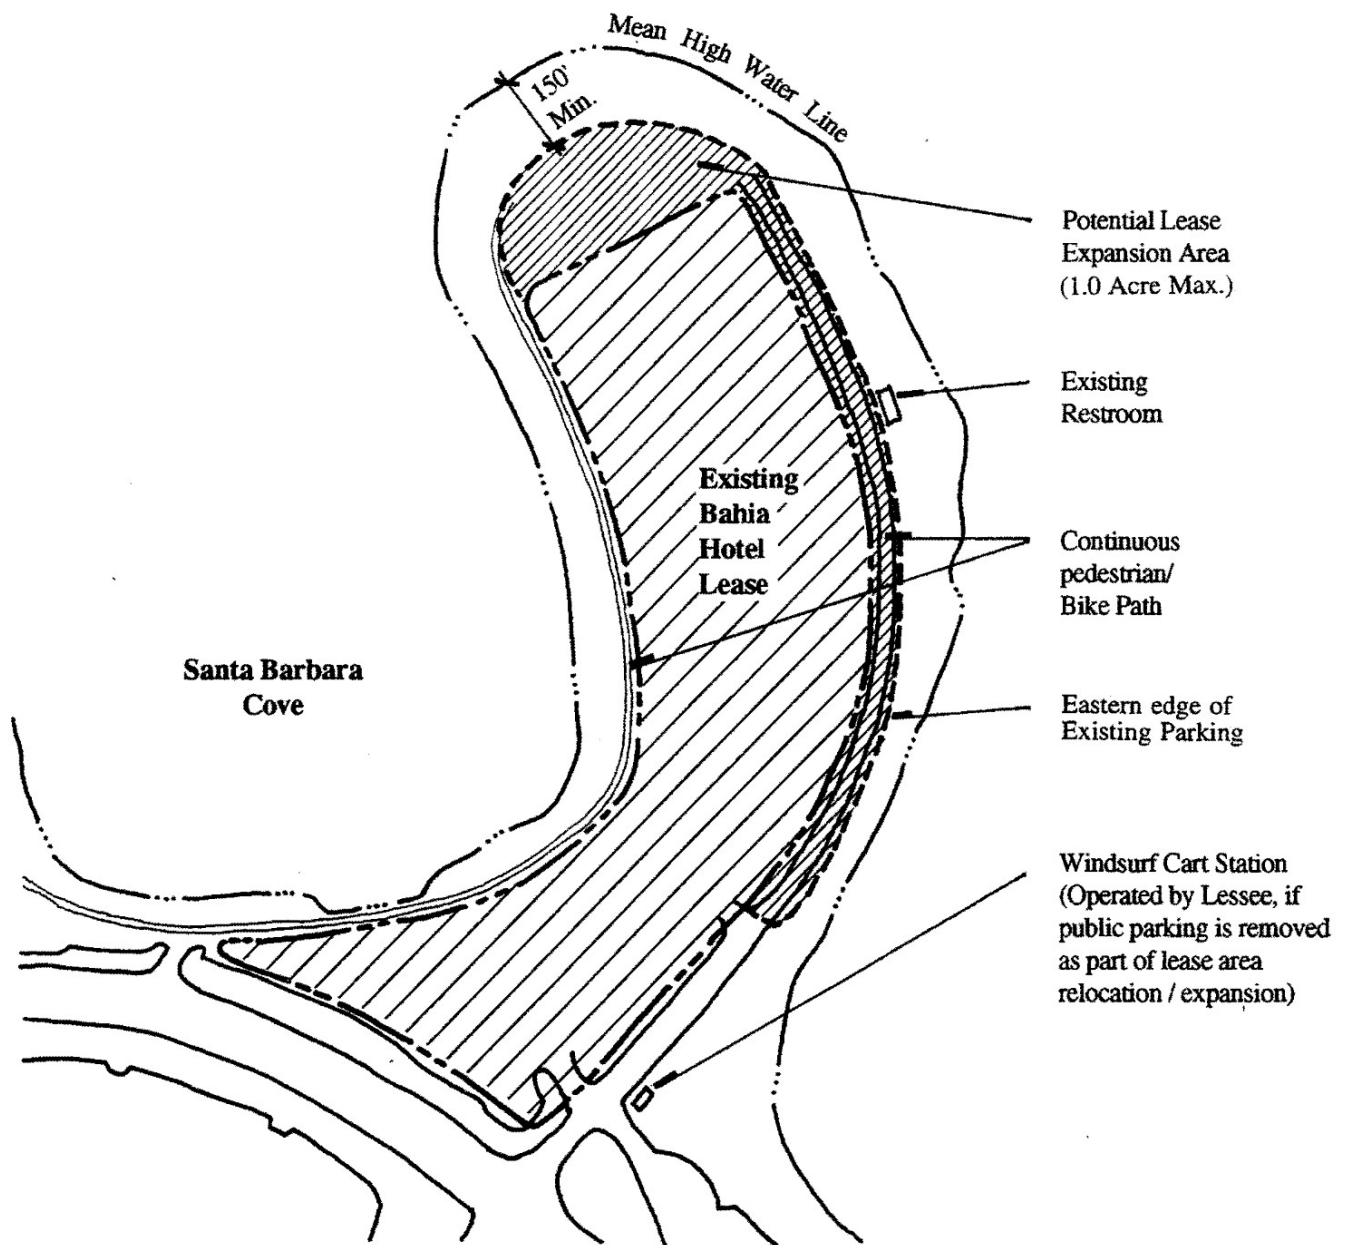 Mean High Water Line
150'
Min.
Potential Lease
Expansion Area
(1.0 Acre Max.)
Existing
Restroom
Existing
Bahia
Hotel
Lease
Continuous
pedestrian/
Bike Path
Santa Barbara
Cove
Eastern edge of
Existing Parking
Windsurf Cart Station
(Operated by Lessee, if
public parking is removed
as part of lease area
relocation / expansion)